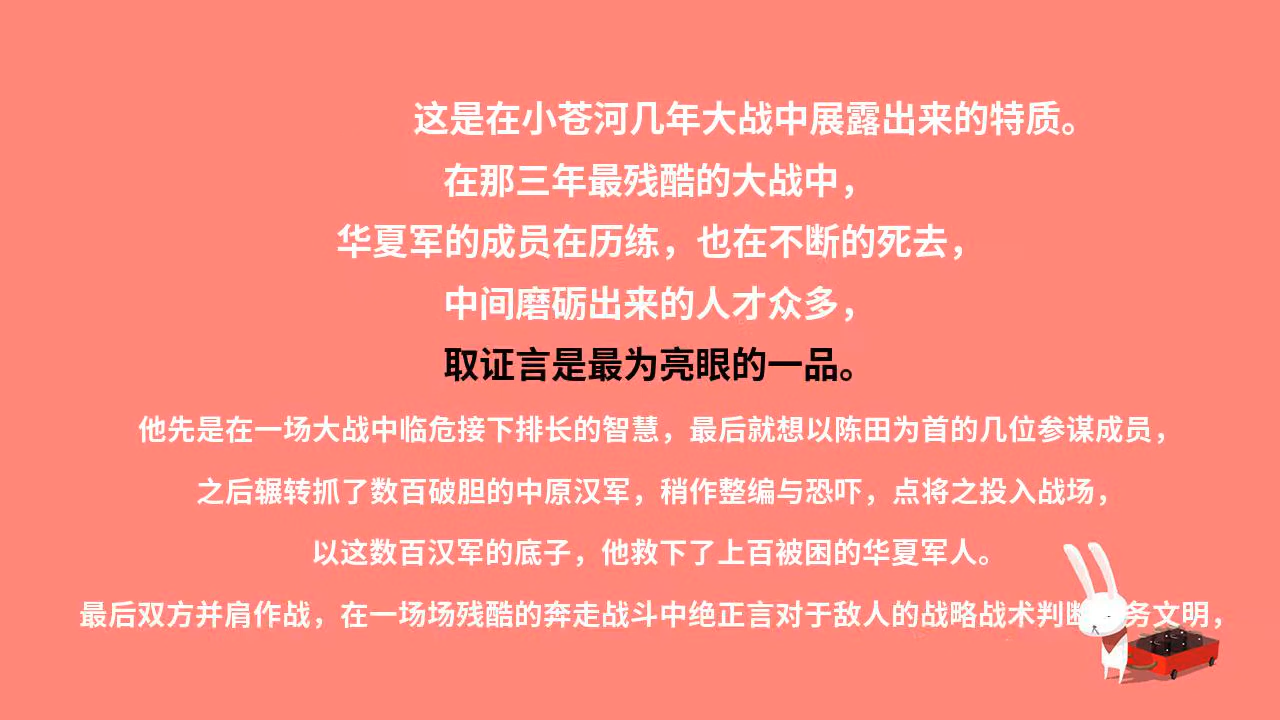 这是在小苍河几年大战中展露出来的特质。
在那三年最残酷的大战中，
华夏军的成员在历练，也在不断的死去，
中间磨砺出来的人才众多，
取证言是最为亮眼的一品。
他先是在一场大战中临危接下排长的智慧，最后就想以陈田为首的几位参谋成员，
之后辗转抓了数百破胆的中原汉军，稍作整编与恐吓，点将之投入战场，
以这数百汉军的底子，他救下了上百被困的华夏军人。
最后双方并肩作战，在一场场残酷的奔走战斗中绝正言对于敌人的战略战术判断务文明，